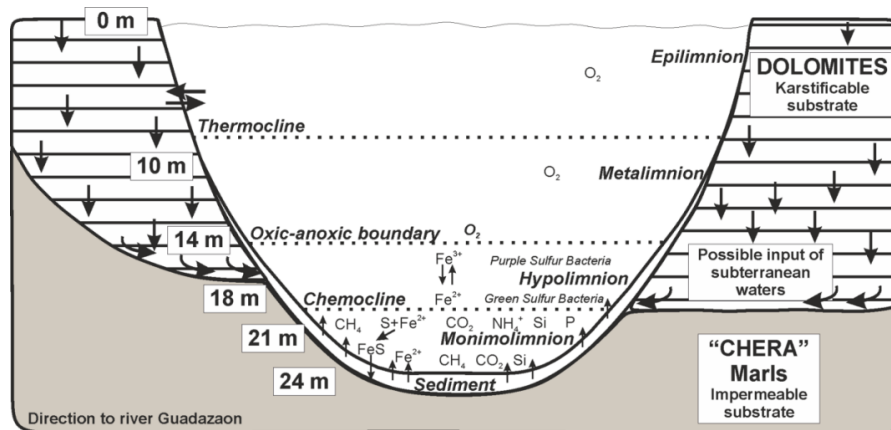 0 m
Epilimnion
O₂
DOLOMITES
Karstificable
substrate
Thermocline
10 m
O₂
Metalimnion
Oxic-anoxic boundary
O₂
14 m
Fe³⁺
Purple Sulfur Bacteria
Possible input of
subterranean
waters
Hypolimnion
18 m
Chemocline
Fe²⁺
Green Sulfur Bacteria
21 m
CH₄
S+Fe²⁺
CO₂
NH₄⁺
Si
P
Monimolimnion
FeS
Fe²⁺
CH₄
CO₂
Si
24 m
Sediment
"CHERA"
Marls
Impermeable
substrate
Direction to river Guadazaon